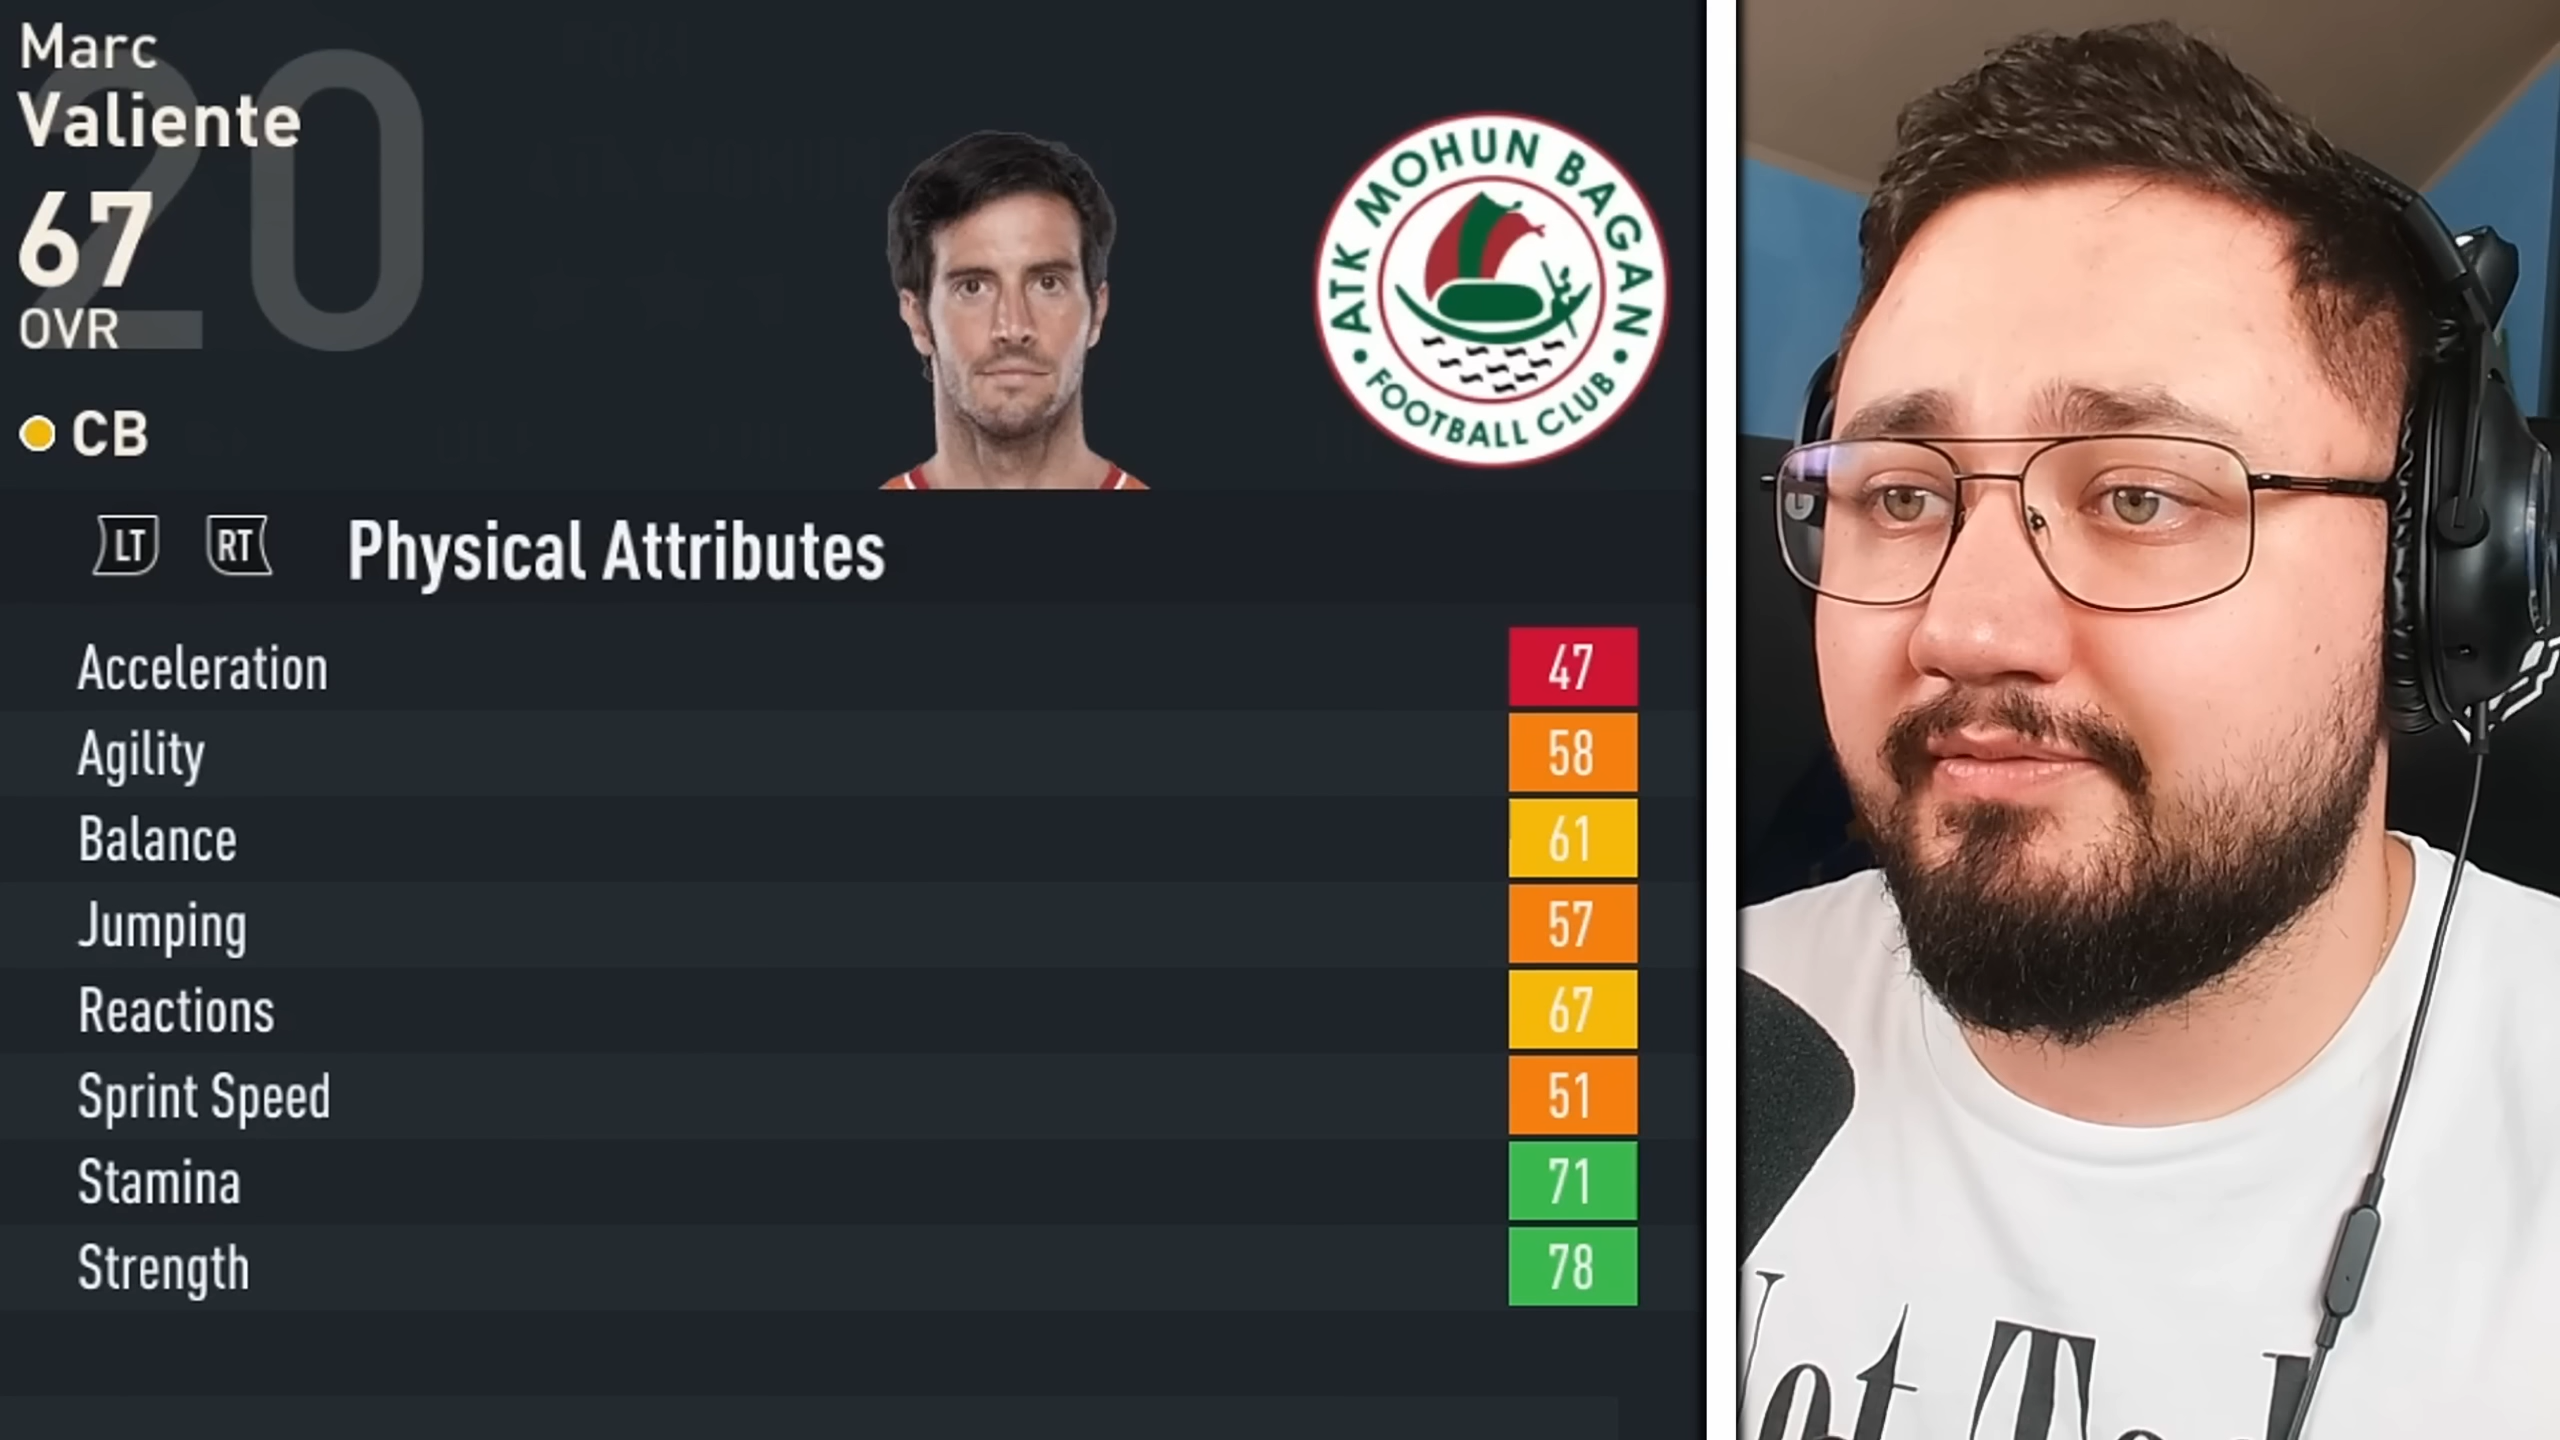 Marc
Valiente
20
67
OVR
CB
ATK MOHUN BAGAN
FOOTBALL CLUB
LT RT Physical Attributes
Acceleration 47
Agility 58
Balance 61
Jumping 57
Reactions 67
Sprint Speed 51
Stamina 71
Strength 78
Not